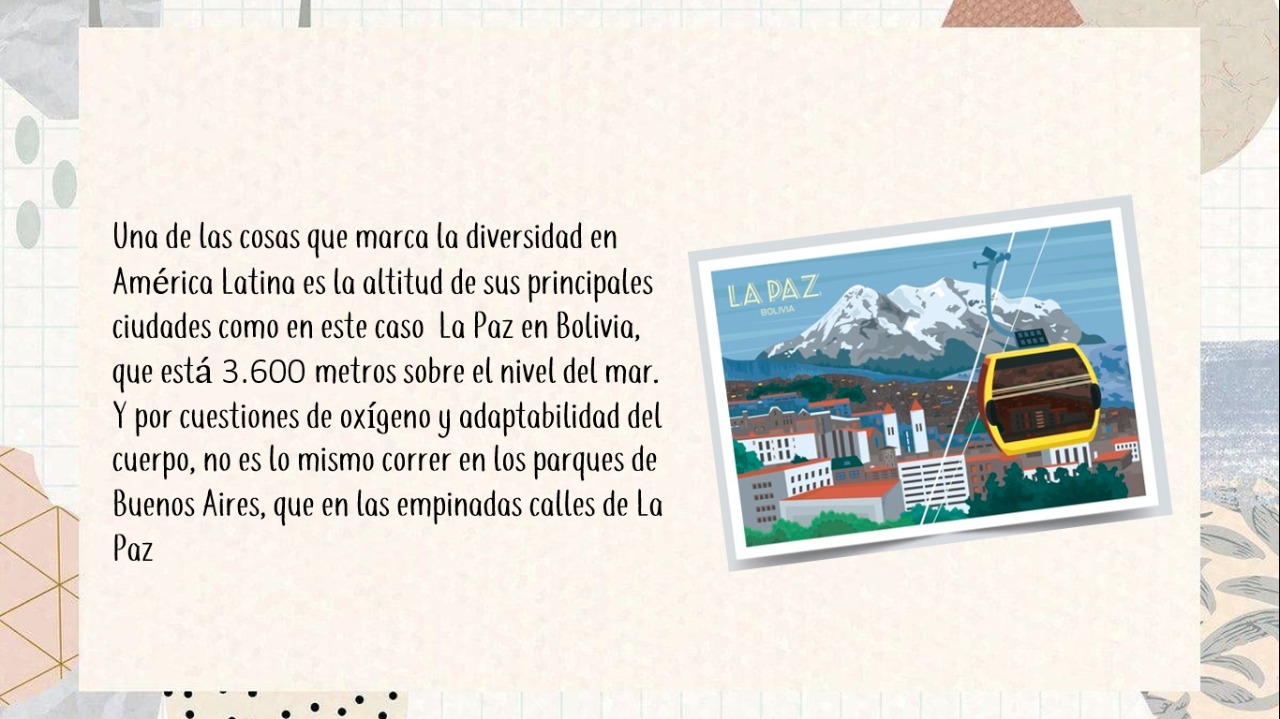 Una de las cosas que marca la diversidad en
América Latina es la altitud de sus principales
ciudades como en este caso  La Paz en Bolivia,
que está 3.600 metros sobre el nivel del mar.
Y por cuestiones de oxígeno y adaptabilidad del
cuerpo, no es lo mismo correr en los parques de
Buenos Aires, que en las empinadas calles de La
Paz
LA PAZ
BOLIVIA